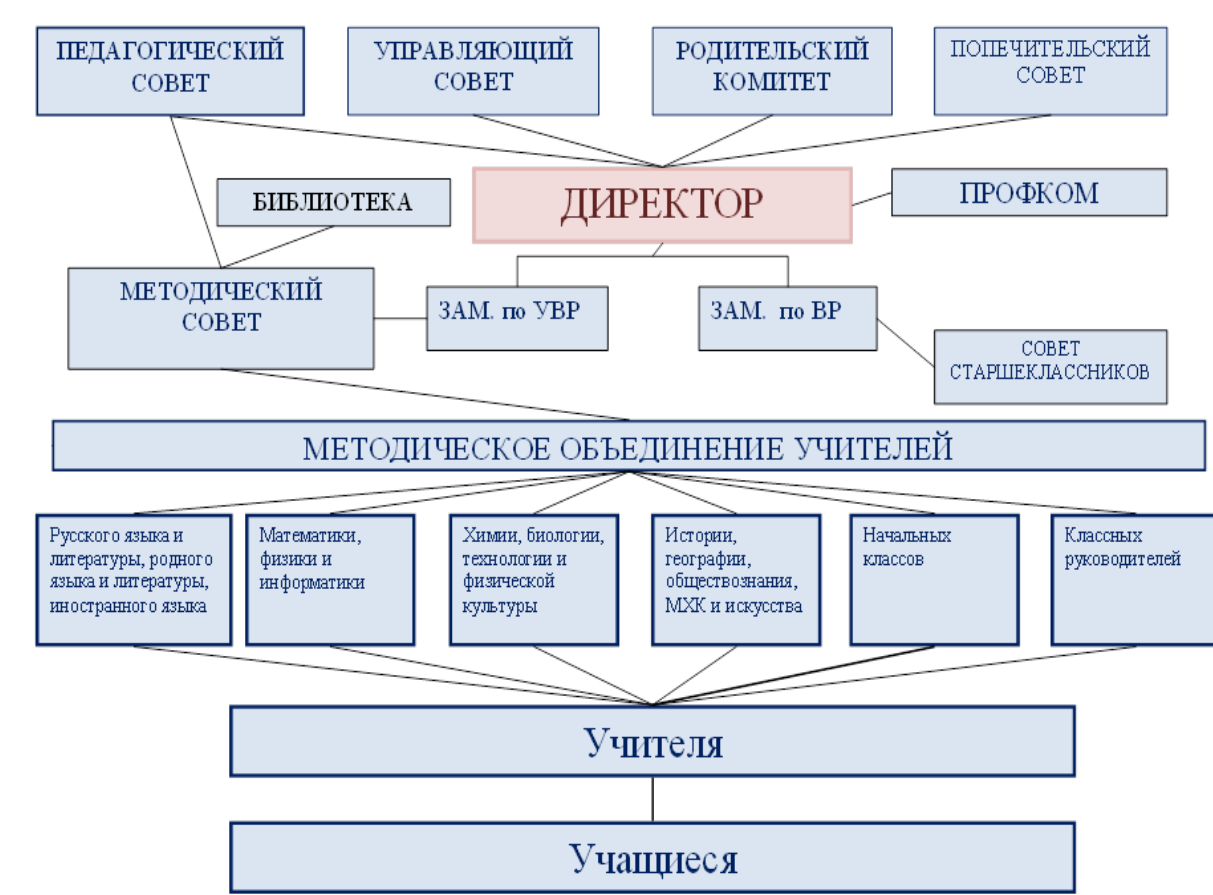 ПЕДАГОГИЧЕСКИЙ
СОВЕТ
УПРАВЛЯЮЩИЙ
СОВЕТ
РОДИТЕЛЬСКИЙ
КОМИТЕТ
ПОПЕЧИТЕЛЬСКИЙ
СОВЕТ
БИБЛИОТЕКА
ДИРЕКТОР
ПРОФКОМ
МЕТОДИЧЕСКИЙ
СОВЕТ
ЗАМ. по УВР
ЗАМ. по ВР
СОВЕТ
СТАРШЕКЛАССНИКОВ
МЕТОДИЧЕСКОЕ ОБЪЕДИНЕНИЕ УЧИТЕЛЕЙ
Русского языка и
литературы, родного
языка и литературы,
иностранного языка
Математики,
физики и
информатики
Химии, биологии,
технологии и
физической
культуры
Истории,
географии,
обществознания,
МХК и искусства
Начальных
классов
Классных
руководителей
Учителя
Учащиеся